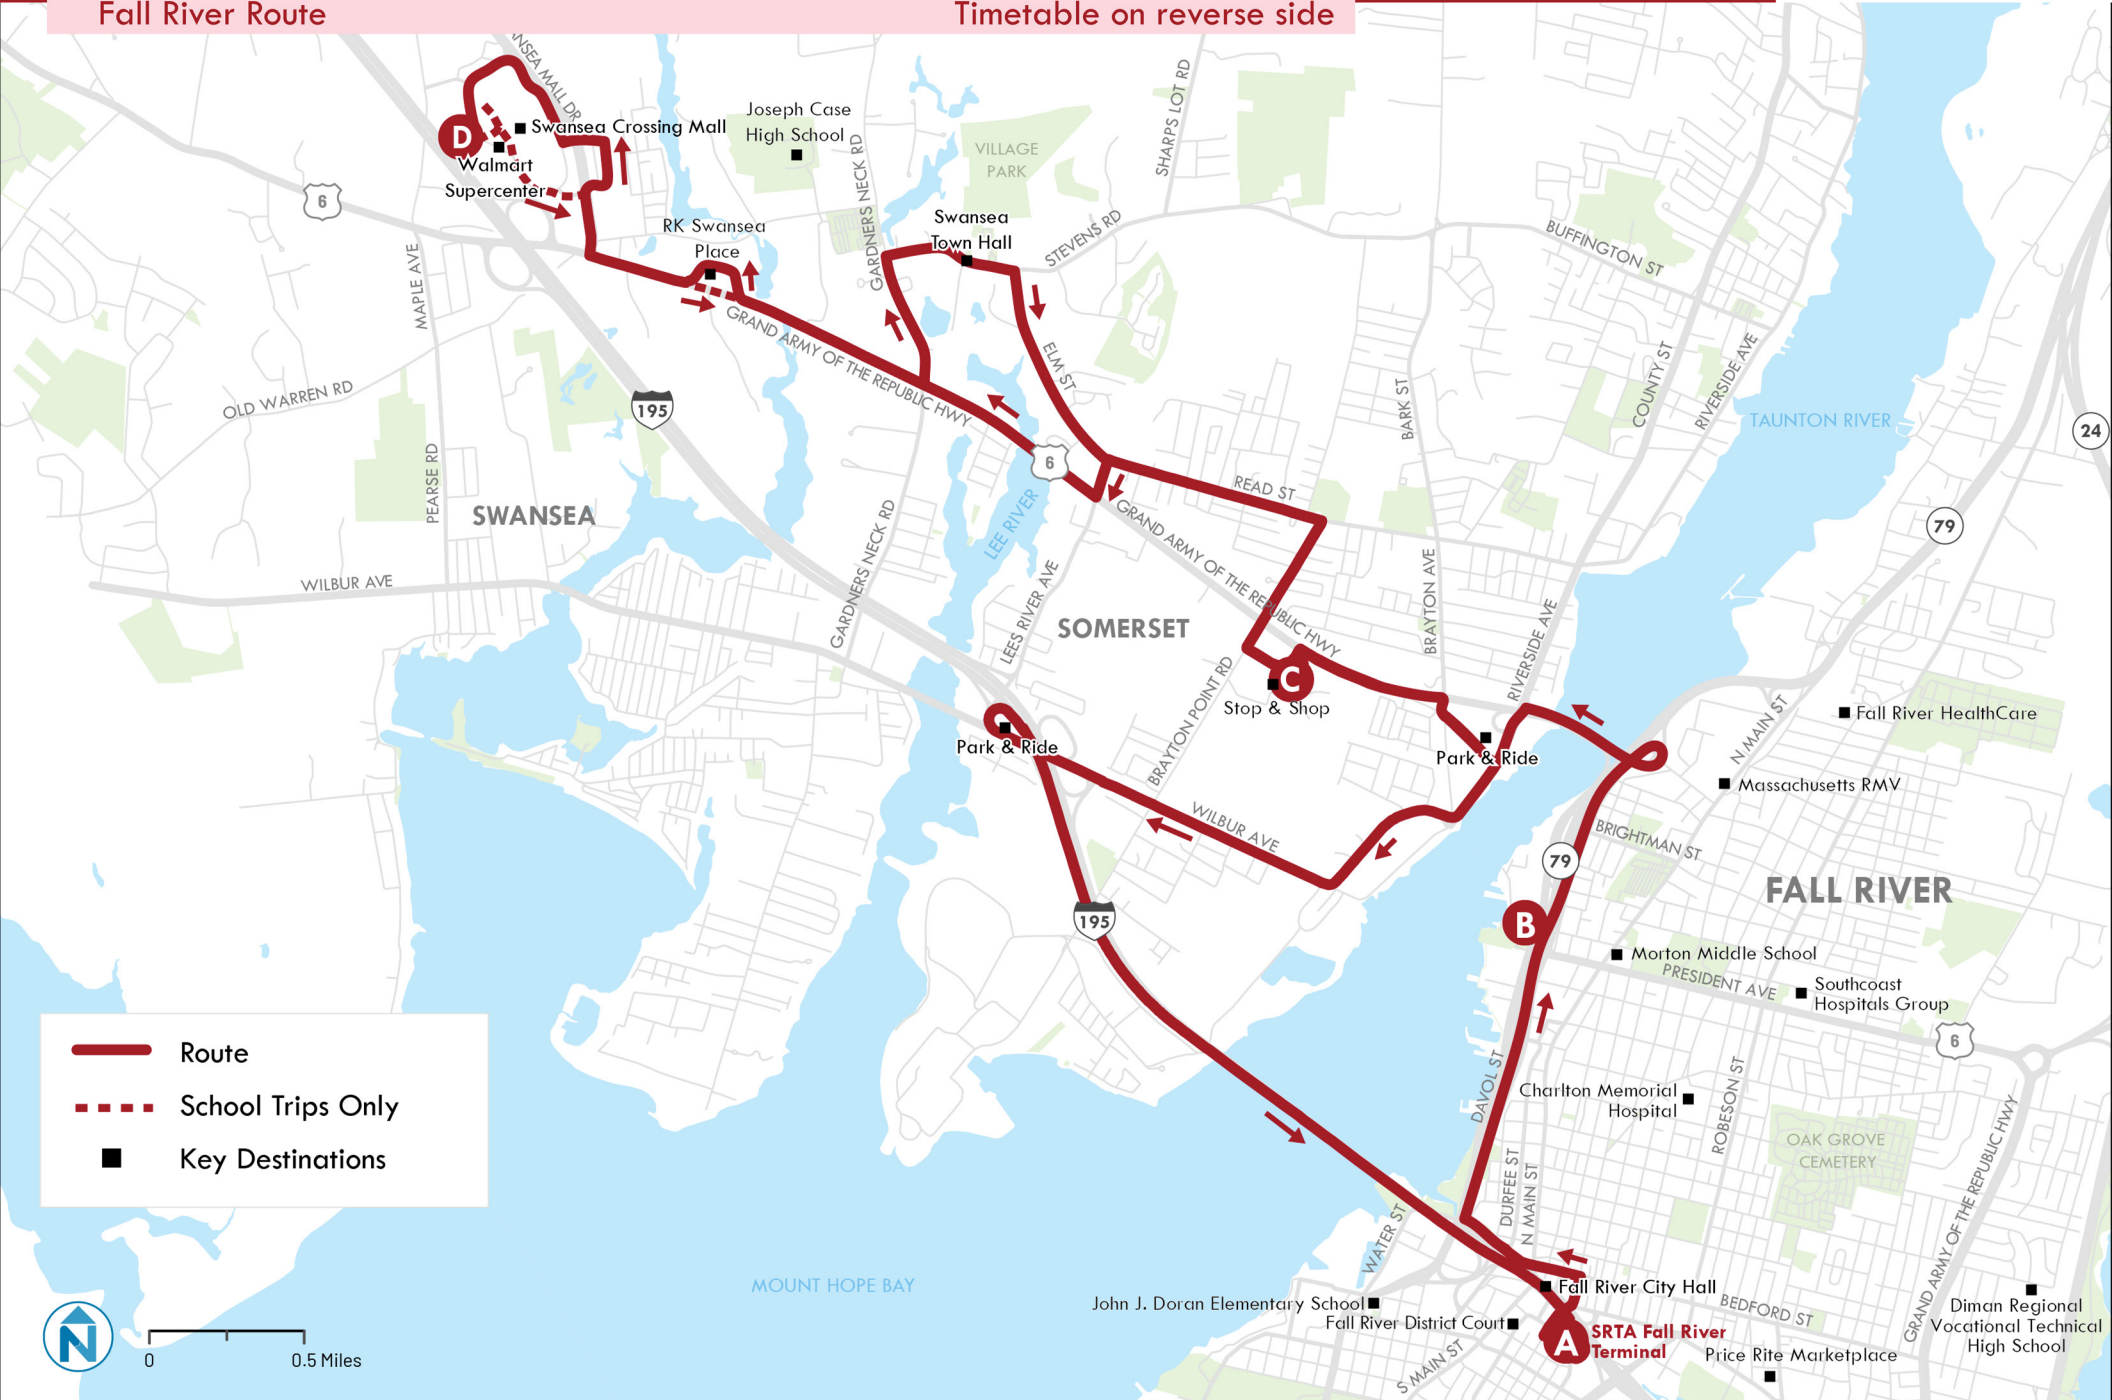 Fall River Route
Timetable on reverse side
NSEA MALL DR
D
Swansea Crossing Mall
Walmart
Supercenter
Joseph Case
High School
VILLAGE
PARK
SHARPS LOT RD
GARDNERS NECK RD
6
RK Swansea
Place
Swansea
Town Hall
STEVENS RD
BUFFINGTON ST
MAPLE AVE
GRAND ARMY OF THE REPUBLIC HWY
ELM ST
COUNTY ST
RIVERSIDE AVE
TAUNTON RIVER
OLD WARREN RD
195
BARK ST
24
6
PEARSE RD
READ ST
SWANSEA
LEE RIVER
GRAND ARMY OF THE REPUBLIC HWY
79
WILBUR AVE
GARDNERS NECK RD
LEES RIVER AVE
SOMERSET
BRAYTON AVE
RIVERSIDE AVE
BRAYTON POINT RD
C
Stop & Shop
Park & Ride
Park & Ride
N MAIN ST
Fall River HealthCare
Massachusetts RMV
WILBUR AVE
BRIGHTMAN ST
79
FALL RIVER
195
B
Morton Middle School
PRESIDENT AVE
Southcoast
Hospitals Group
6
DAVOL ST
Charlton Memorial
Hospital
ROBESON ST
OAK GROVE
CEMETERY
GRAND ARMY OF THE REPUBLIC HWY
DURFEE ST
N MAIN ST
WATER ST
Route
School Trips Only
Key Destinations
MOUNT HOPE BAY
N
0
0.5 Miles
John J. Doran Elementary School
Fall River District Court
Fall River City Hall
BEDFORD ST
A
SRTA Fall River
Terminal
S MAIN ST
Price Rite Marketplace
Diman Regional
Vocational Technical
High School